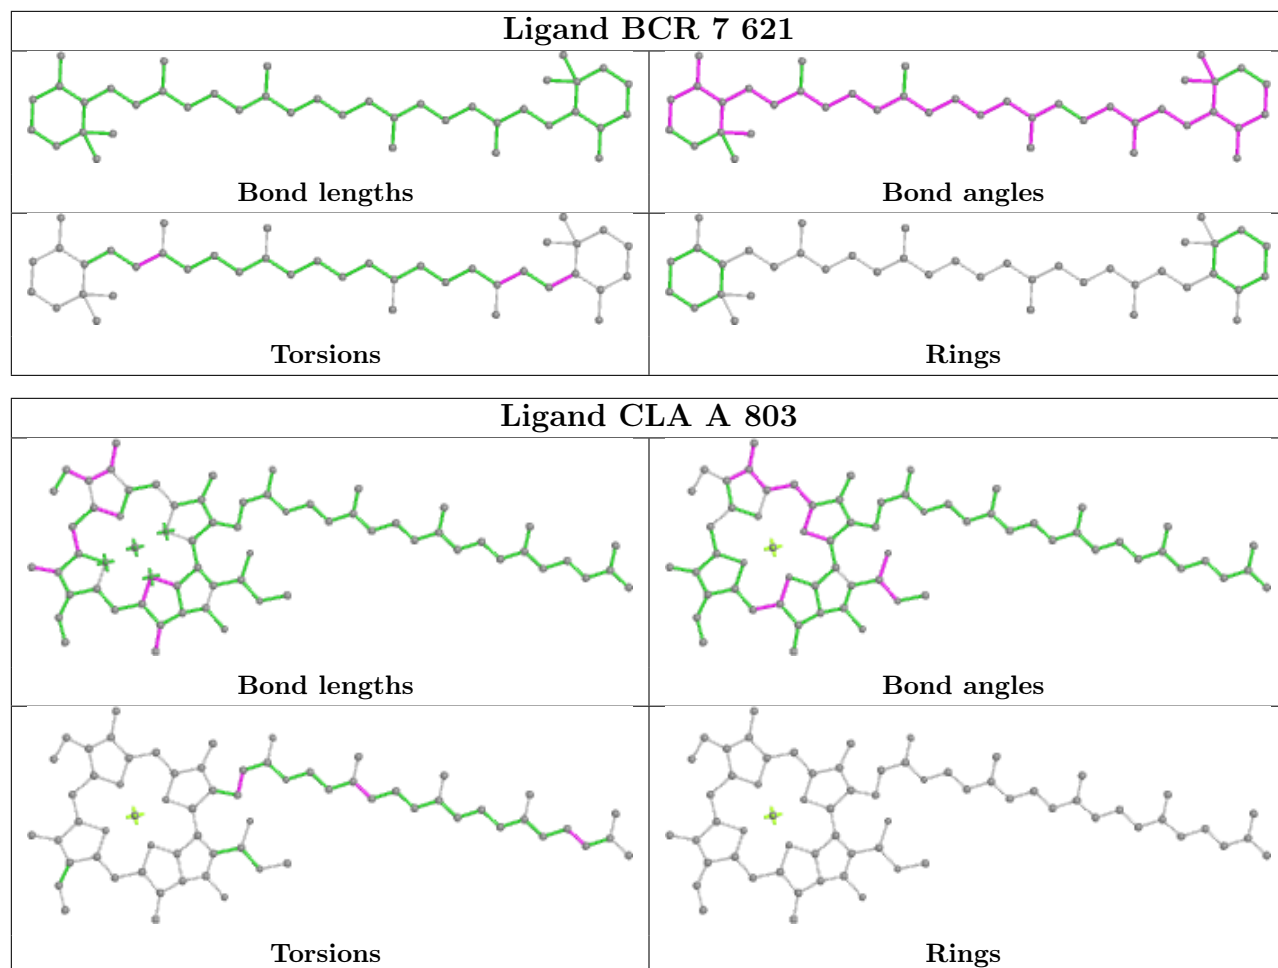 Ligand BCR 7 621
Bond lengths
Bond angles
Torsions
Rings
Ligand CLA A 803
Bond lengths
Bond angles
Torsions
Rings